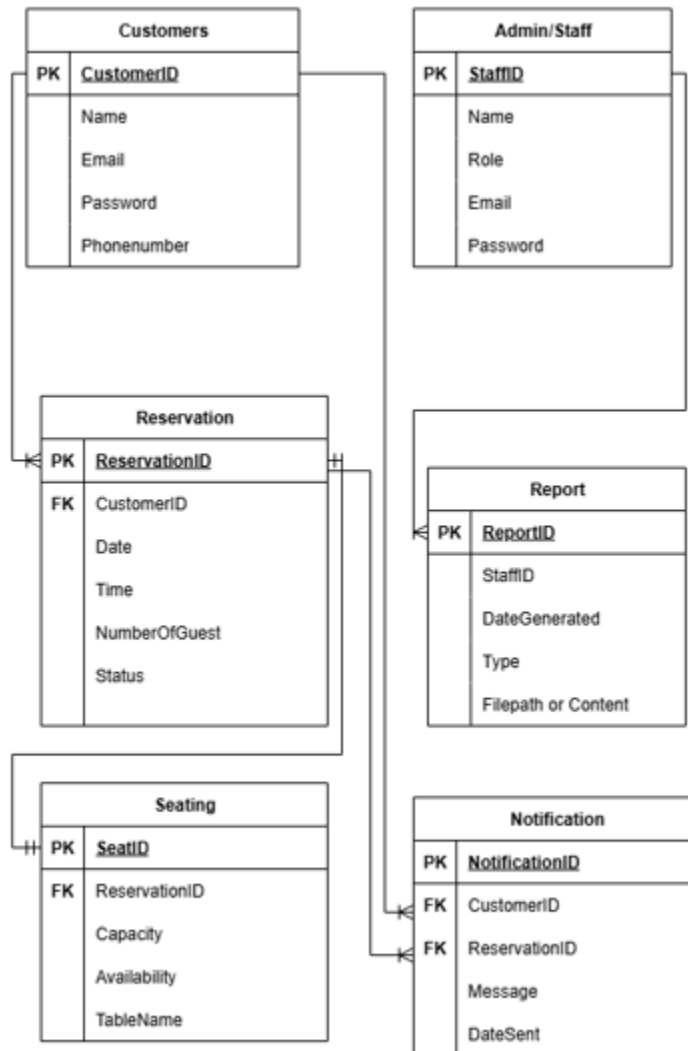 Customers
PK CustomerID
Name
Email
Password
Phonenumber
Admin/Staff
PK StaffID
Name
Role
Email
Password
Reservation
PK ReservationID
FK CustomerID
Date
Time
NumberOfGuest
Status
Report
PK ReportID
StaffID
DateGenerated
Type
Filepath or Content
Seating
PK SeatID
FK ReservationID
Capacity
Availability
TableName
Notification
PK NotificationID
FK CustomerID
FK ReservationID
Message
DateSent